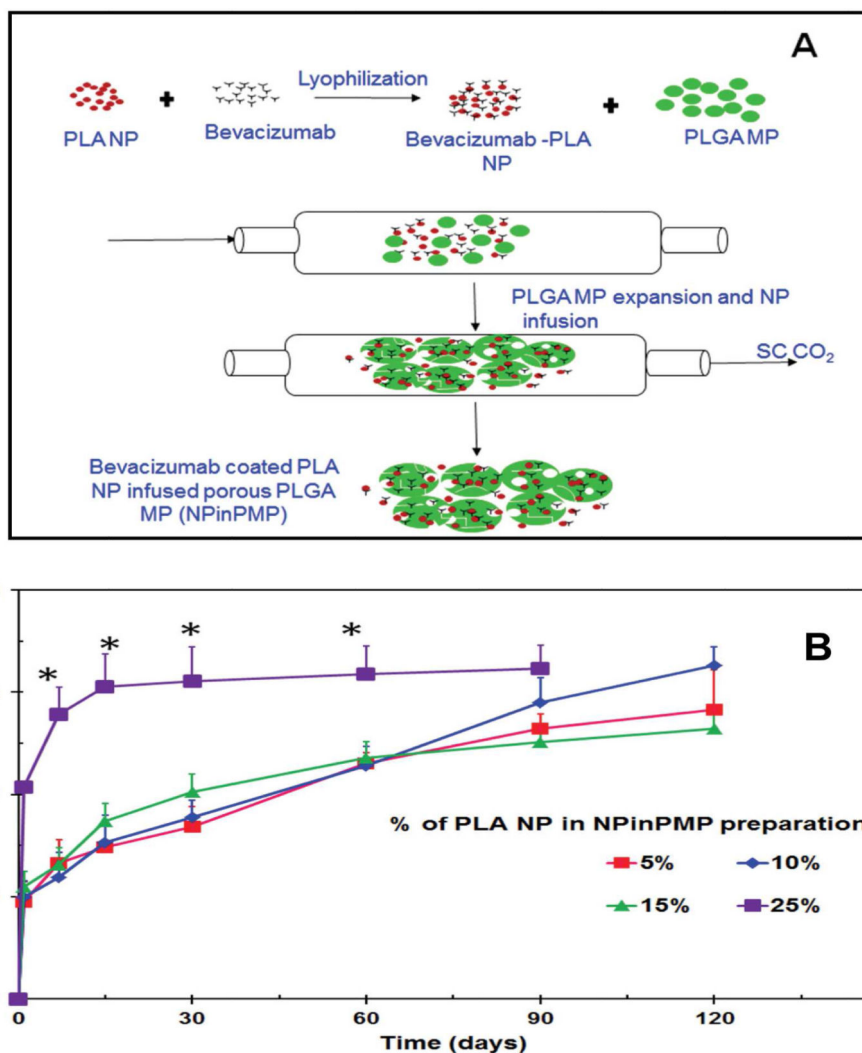 A
Lyophilization
PLA NP
Bevacizumab
Bevacizumab -PLA
NP
PLGA MP
PLGA MP expansion and NP
infusion
SC CO₂
Bevacizumab coated PLA
NP infused porous PLGA
MP (NPinPMP)
B
* * * *
% of PLA NP in NPinPMP preparation
5% 10%
15% 25%
0 30 60 90 120
Time (days)